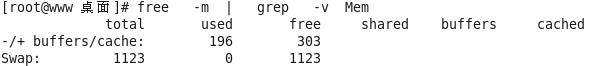 [root@www 桌面]# free -m | grep -v Mem
total used free shared buffers cached
-/+ buffers/cache: 196 303
Swap: 1123 0 1123